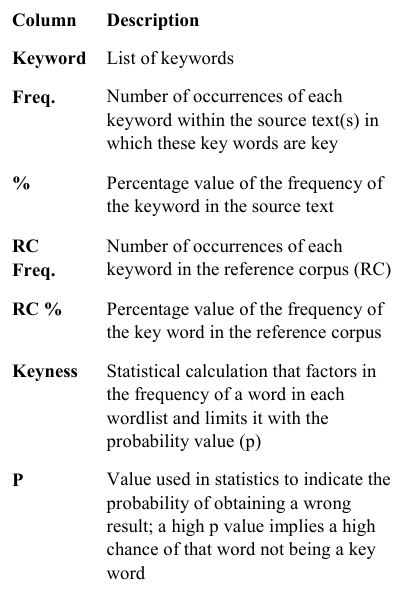 Column Description
Keyword List of keywords
Freq. Number of occurrences of each
keyword within the source text(s) in
which these key words are key
% Percentage value of the frequency of
the keyword in the source text
RC Number of occurrences of each
Freq. keyword in the reference corpus (RC)
RC % Percentage value of the frequency of
the key word in the reference corpus
Keyness Statistical calculation that factors in
the frequency of a word in each
wordlist and limits it with the
probability value (p)
P Value used in statistics to indicate the
probability of obtaining a wrong
result; a high p value implies a high
chance of that word not being a key
word